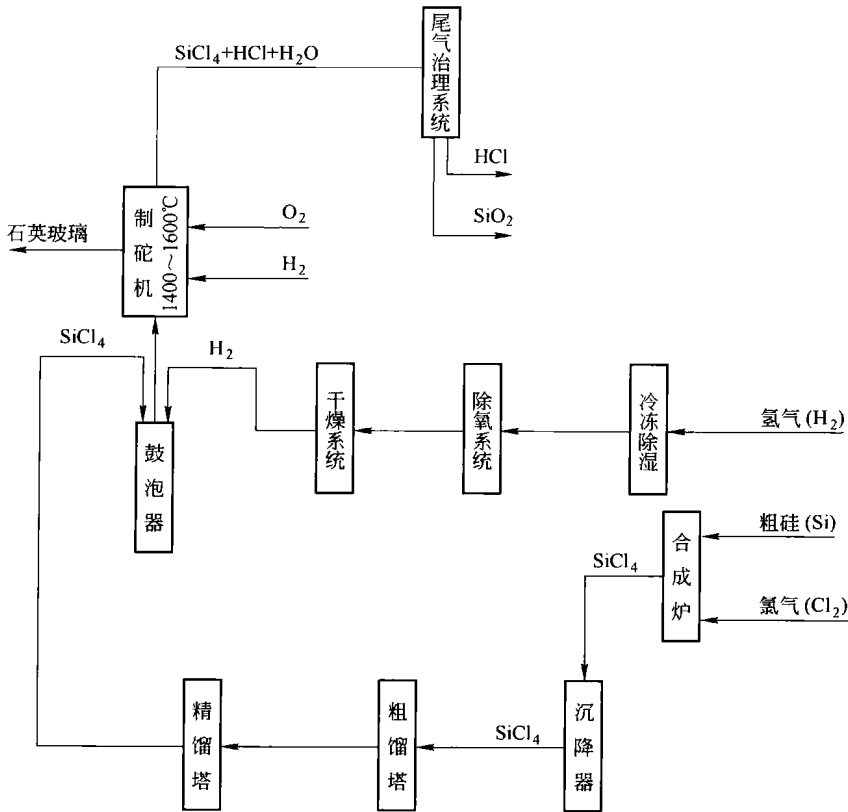 SiCl₄+HCl+H₂O
尾气治理系统
HCl
SiO₂
制砣机
1400～1600℃
O₂
H₂
石英玻璃
SiCl₄
H₂
鼓泡器
干燥系统
除氧系统
冷冻除湿
氢气(H₂)
粗硅(Si)
合成炉
SiCl₄
氯气(Cl₂)
精馏塔
粗馏塔
SiCl₄
沉降器